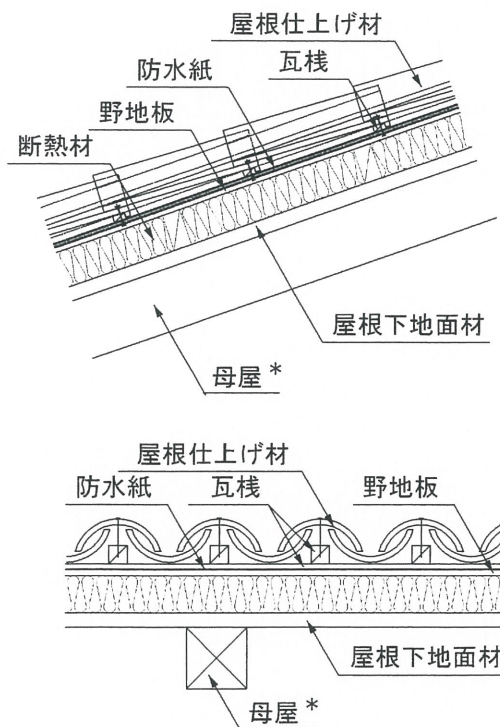 屋根仕上げ材
防水紙
瓦桟
野地板
断熱材
屋根下地面材
母屋*
屋根仕上げ材
防水紙
瓦桟
野地板
屋根下地面材
母屋*